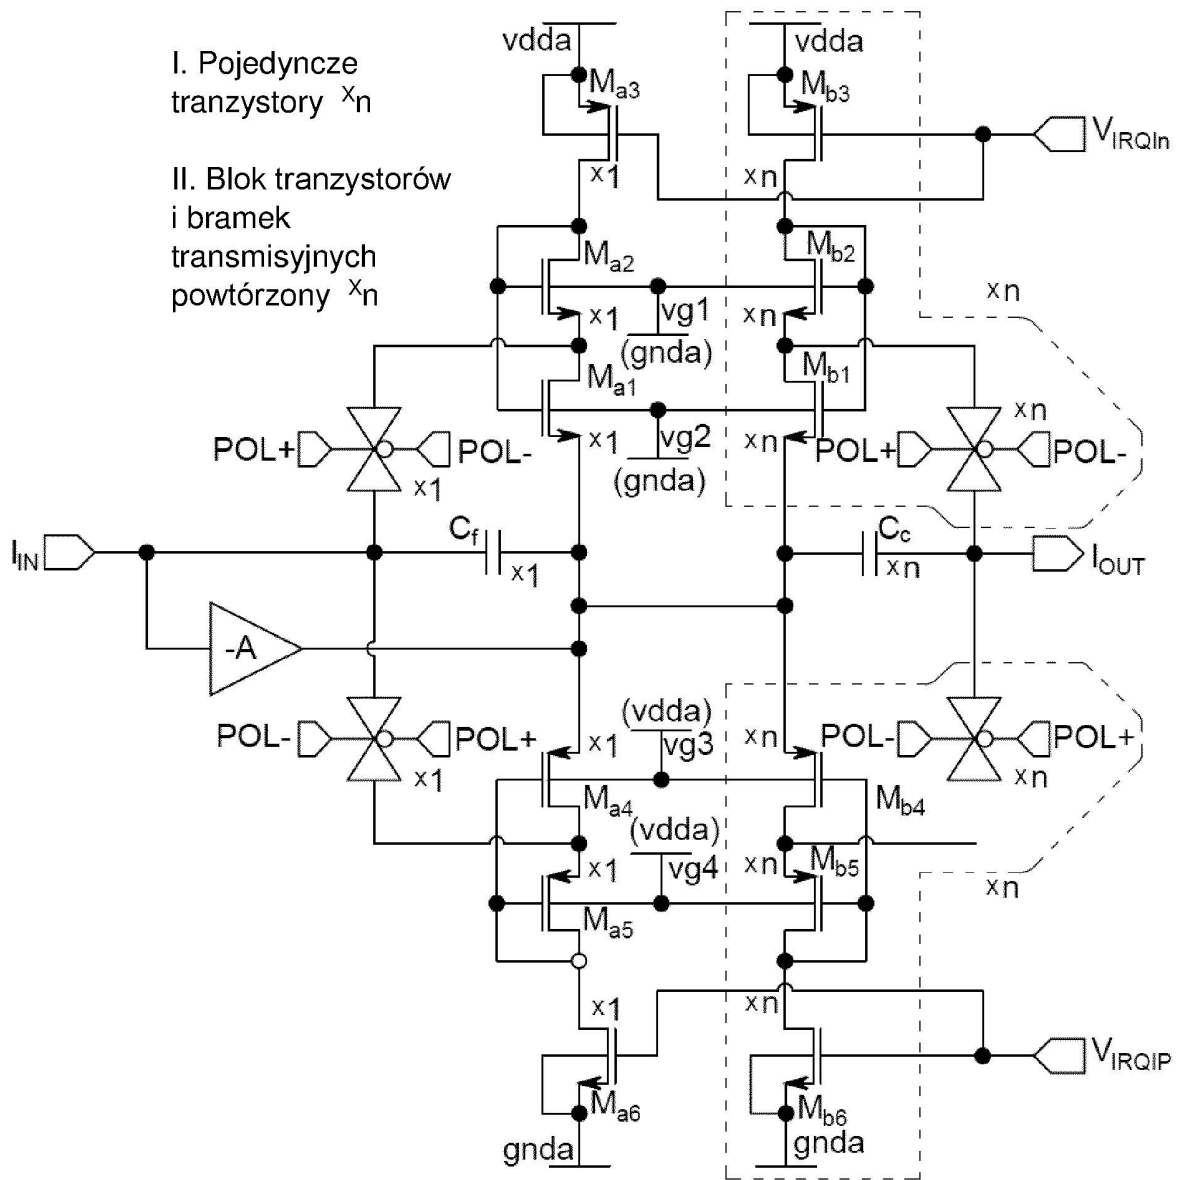 I. Pojedyncze
tranzystory xn
II. Blok tranzystorów
i bramek
transmisyjnych
powtórzony xn
vdda
vdda
Ma3
Mb3
VIRQIn
x1
xn
Ma2
Mb2
x1
vg1
xn
xn
(gnda)
Ma1
Mb1
x1
vg2
xn
xn
(gnda)
POL+
POL-
x1
POL+
POL-
IIN
Cf
x1
Cc
xn
IOUT
-A
(vdda)
x1
vg3
xn
POL-
POL+
x1
POL-
POL+
xn
Ma4
Mb4
(vdda)
x1
vg4
xn
Mb5
xn
Ma5
x1
xn
VIRQIP
Ma6
Mb6
gnda
gnda